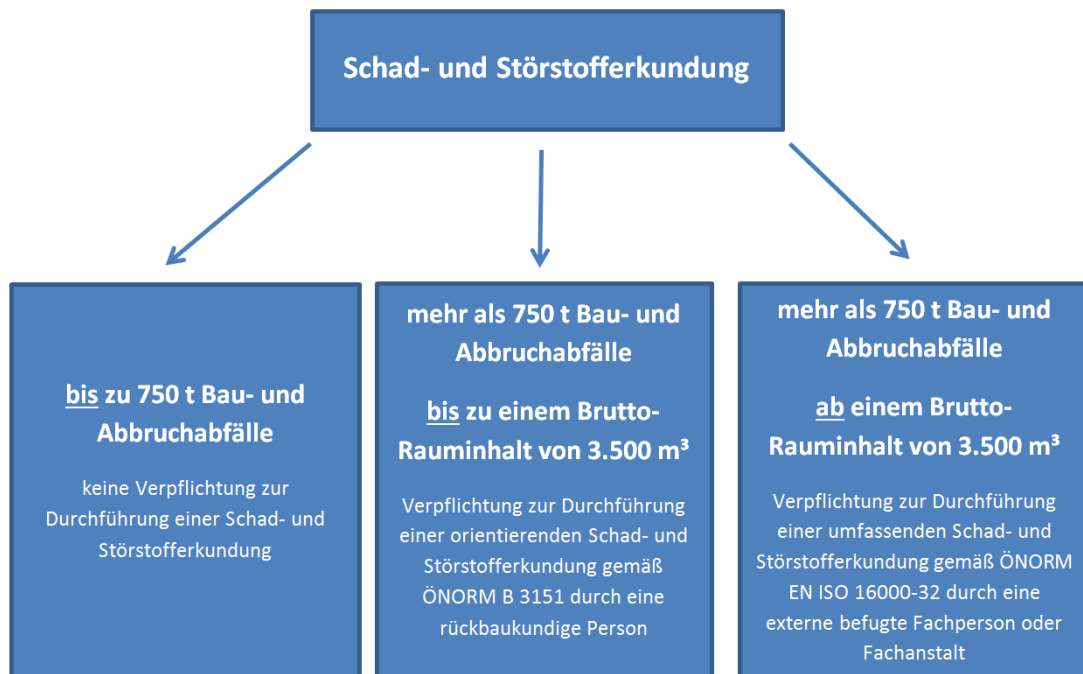 Schad- und Störstofferkundung
bis zu 750 t Bau- und
Abbruchabfälle
keine Verpflichtung zur
Durchführung einer Schad- und
Störstofferkundung
mehr als 750 t Bau- und
Abbruchabfälle
bis zu einem Brutto-
Rauminhalt von 3.500 m³
Verpflichtung zur Durchführung
einer orientierenden Schad- und
Störstofferkundung gemäß
ÖNORM B 3151 durch eine
rückbaukundige Person
mehr als 750 t Bau- und
Abbruchabfälle
ab einem Brutto-
Rauminhalt von 3.500 m³
Verpflichtung zur Durchführung
einer umfassenden Schad- und
Störstofferkundung gemäß ÖNORM
EN ISO 16000-32 durch eine
externe befugte Fachperson oder
Fachanstalt